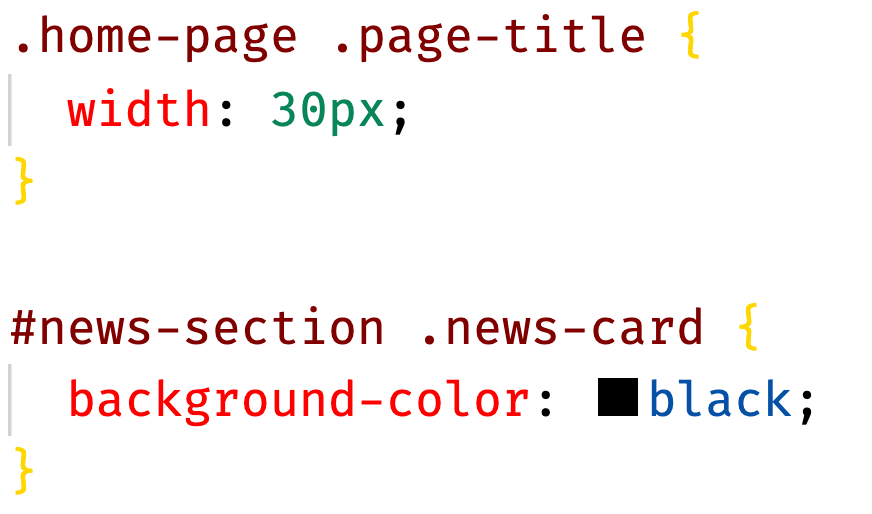 .home-page .page-title {
  width: 30px;
}

#news-section .news-card {
  background-color: black;
}